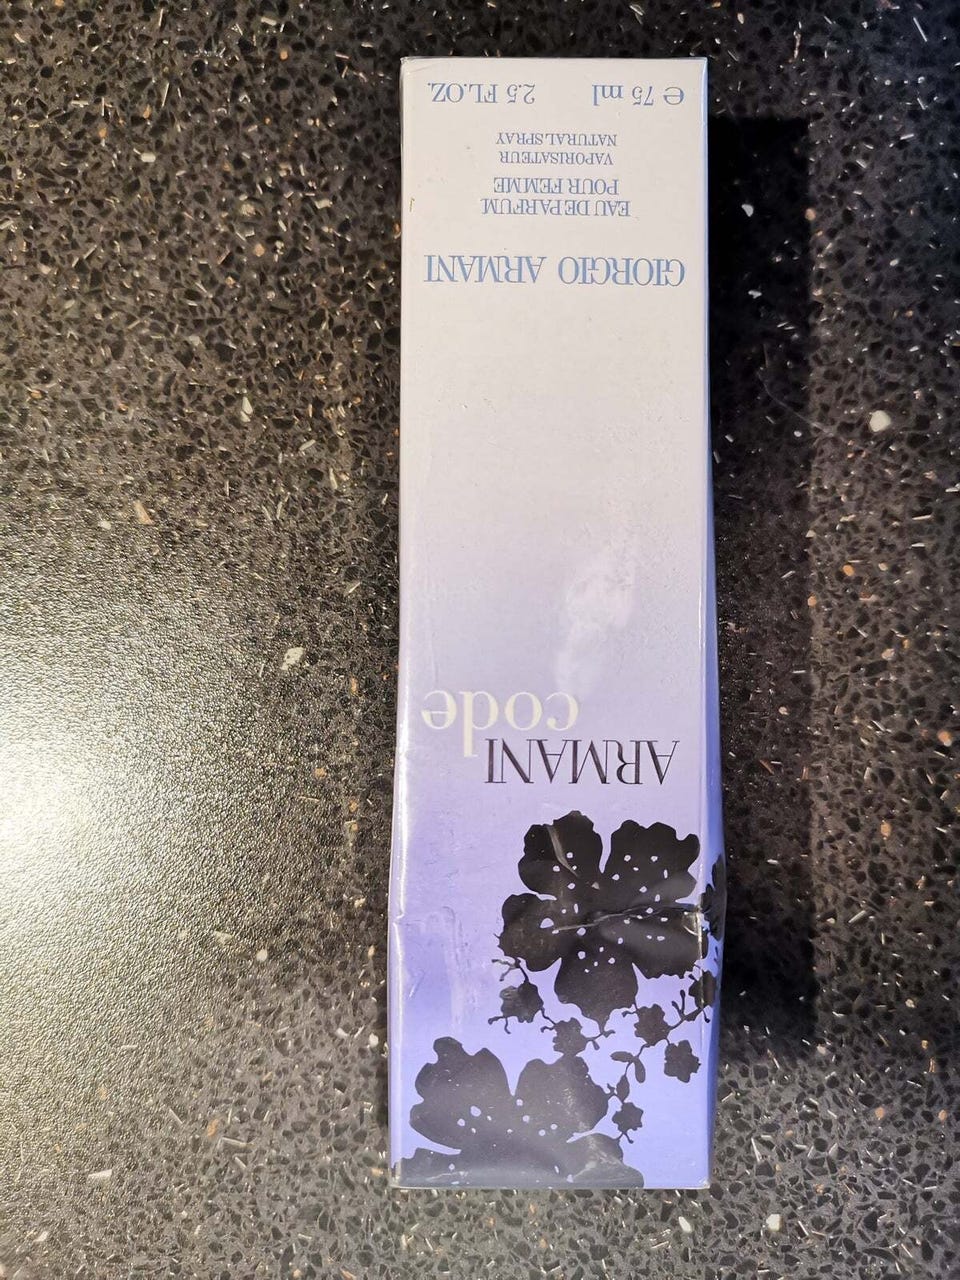 ARMANI
code
GIORGIO ARMANI
EAU DE PARFUM
POUR FEMME
VAPORISATEUR
NATURAL SPRAY
℮ 75 ml 2.5 FL.OZ.